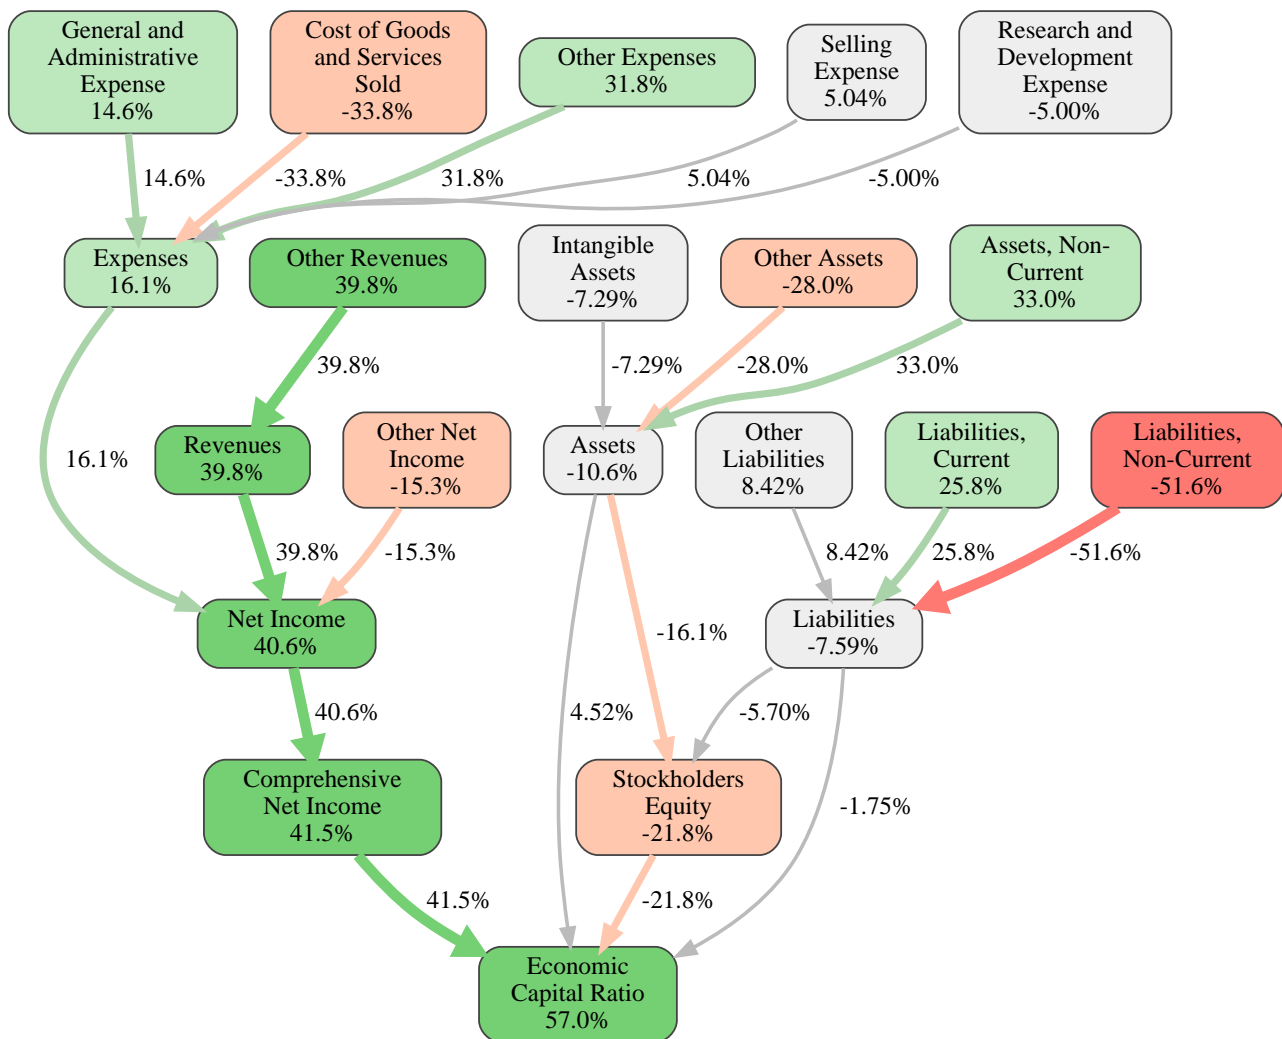 General and
Administrative
Expense
14.6%
Cost of Goods
and Services
Sold
-33.8%
Other Expenses
31.8%
Selling
Expense
5.04%
Research and
Development
Expense
-5.00%
14.6%
-33.8%
31.8%
5.04%
-5.00%
Expenses
16.1%
Other Revenues
39.8%
Intangible
Assets
-7.29%
Other Assets
-28.0%
Assets, Non-
Current
33.0%
39.8%
-7.29%
-28.0%
33.0%
16.1%
Revenues
39.8%
Other Net
Income
-15.3%
Assets
-10.6%
Other
Liabilities
8.42%
Liabilities,
Current
25.8%
Liabilities,
Non-Current
-51.6%
39.8%
-15.3%
8.42%
25.8%
-51.6%
Net Income
40.6%
-16.1%
Liabilities
-7.59%
40.6%
4.52%
-5.70%
Comprehensive
Net Income
41.5%
Stockholders
Equity
-21.8%
-1.75%
41.5%
-21.8%
Economic
Capital Ratio
57.0%